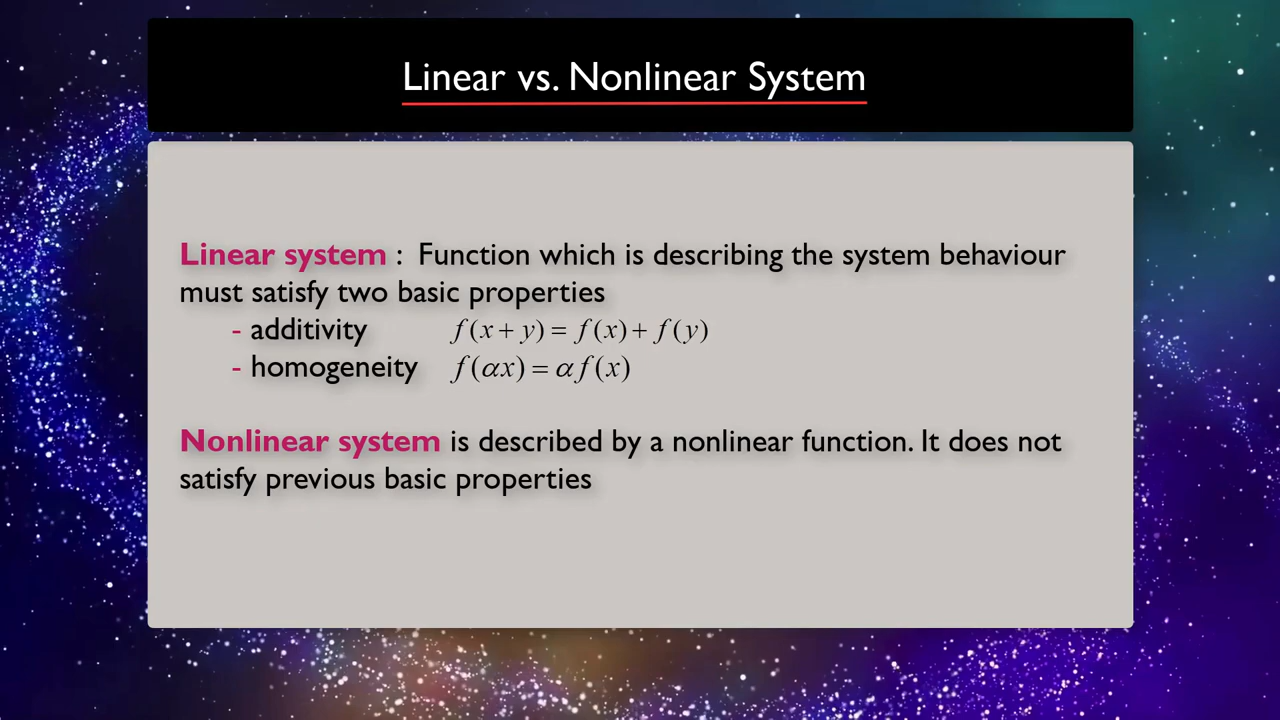 Linear vs. Nonlinear System
Linear system : Function which is describing the system behaviour
must satisfy two basic properties
- additivity f(x + y) = f(x) + f(y)
- homogeneity f(αx) = αf(x)
Nonlinear system is described by a nonlinear function. It does not
satisfy previous basic properties